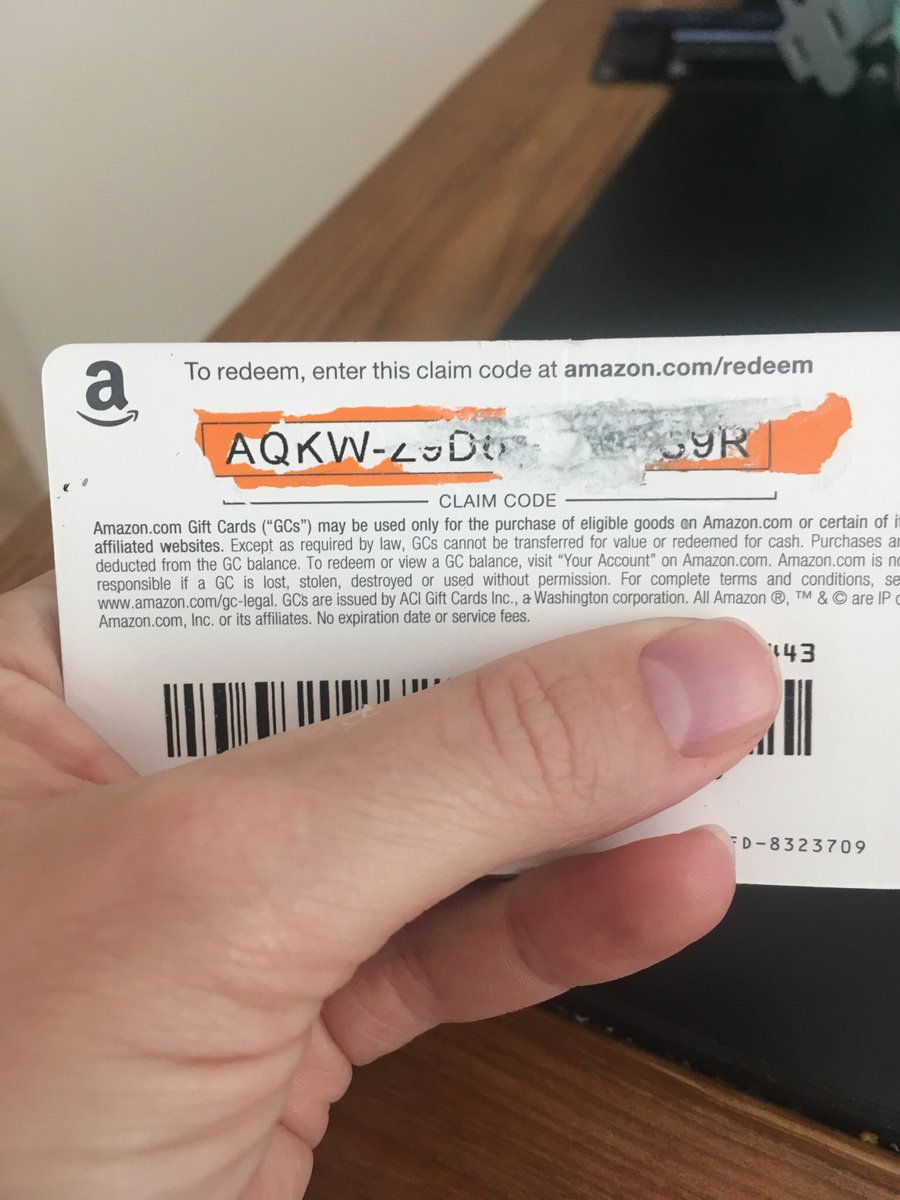 a
To redeem, enter this claim code at amazon.com/redeem
AQKW- 9R
CLAIM CODE
Amazon.com Gift Cards (“GCs”) may be used only for the purchase of eligible goods on Amazon.com or certain of
affiliated websites. Except as required by law, GCs cannot be transferred for value or redeemed for cash. Purchases
deducted from the GC balance. To redeem or view a GC balance, visit “Your Account” on Amazon.com. Amazon.com is
responsible if a GC is lost, stolen, destroyed or used without permission. For complete terms and conditions,
www.amazon.com/gc-legal. GCs are issued by ACI Gift Cards Inc., a Washington corporation. All Amazon ®, ™ & © are IP
Amazon.com, Inc. or its affiliates. No expiration date or service fees.
43
D-8323709